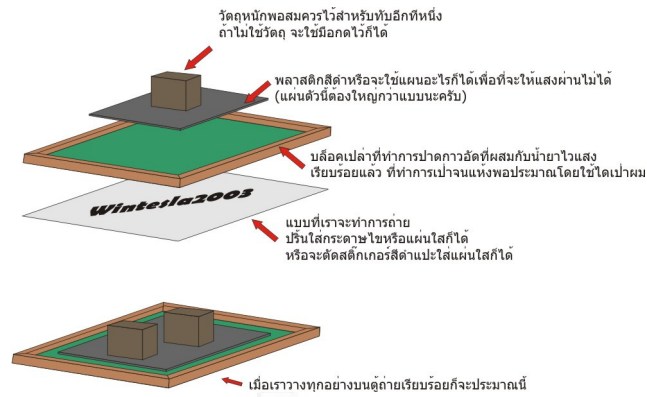 วัตถุหนักพอสมควรไว้สำหรับทับอีกทีหนึ่ง
ถ้าไม่ใช้วัตถุ จะใช้มือกดไว้ก็ได้
พลาสติกสีดำหรือจะใช้แผนอะไรก็ได้เพื่อที่จะให้แสงผ่านไม่ได้
(แผ่นตัวนี้ต้องใหญ่กว่าแบบนะครับ)
บล็อคเปล่าที่ทำการปาดกาวอัดที่ผสมกับน้ำยาไวแสง
เรียบร้อยแล้ว ที่ทำการเป่าจนแห้งพอประมาณโดยใช้ไดเป่าผม
Wintesla2003
แบบที่เราจะทำการถ่าย
ปริ้นใส่กระดาษไขหรือแผ่นใสก็ได้
หรือจะตัดสติ๊กเกอร์สีดำแปะใส่แผ่นใสก็ได้
เมื่อเราวางทุกอย่างบนตู้ถ่ายเรียบร้อยก็จะประมาณนี้